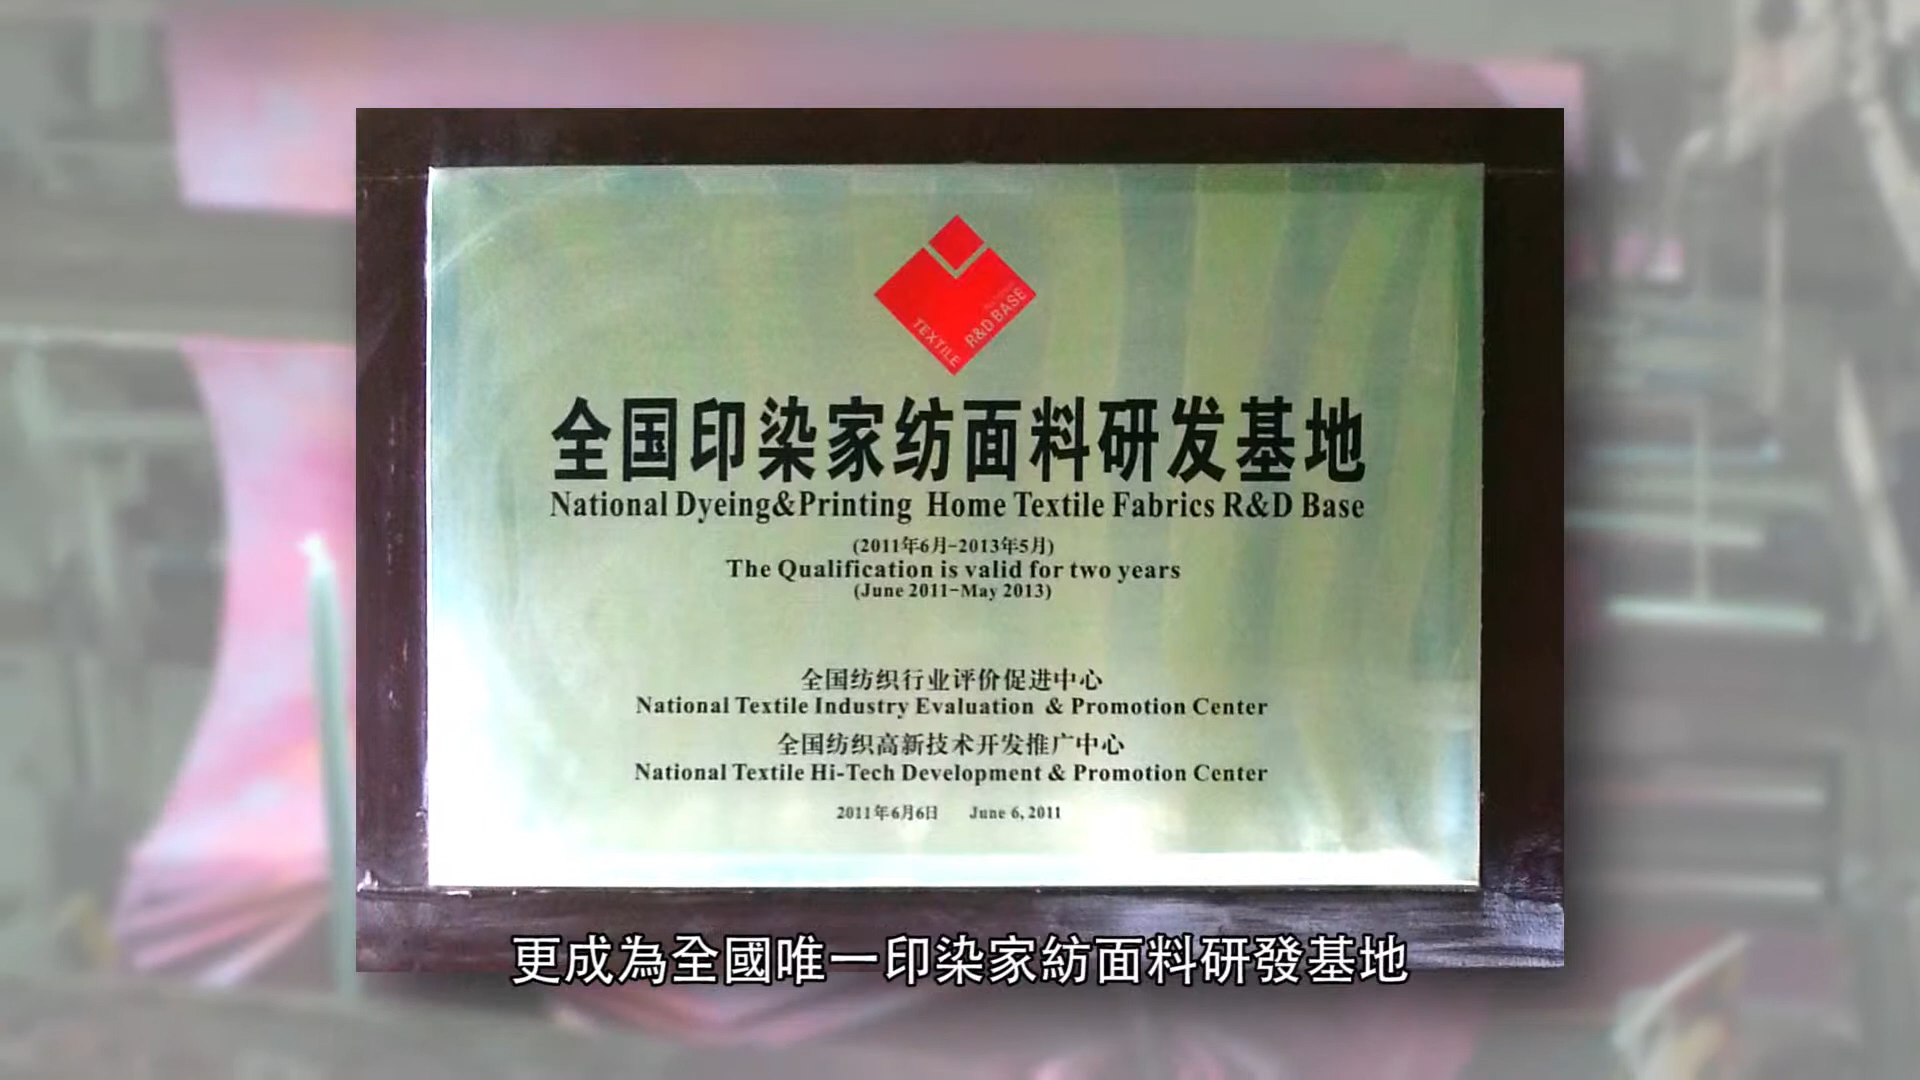 TEXTILE R&D BASE
全国印染家纺面料研发基地
National Dyeing&Printing Home Textile Fabrics R&D Base
(2011年6月-2013年5月)
The Qualification is valid for two years
(June 2011-May 2013)
全国纺织行业评价促进中心
National Textile Industry Evaluation & Promotion Center
全国纺织高新技术开发推广中心
National Textile Hi-Tech Development & Promotion Center
2011年6月6日 June 6, 2011
更成為全國唯一印染家紡面料研發基地